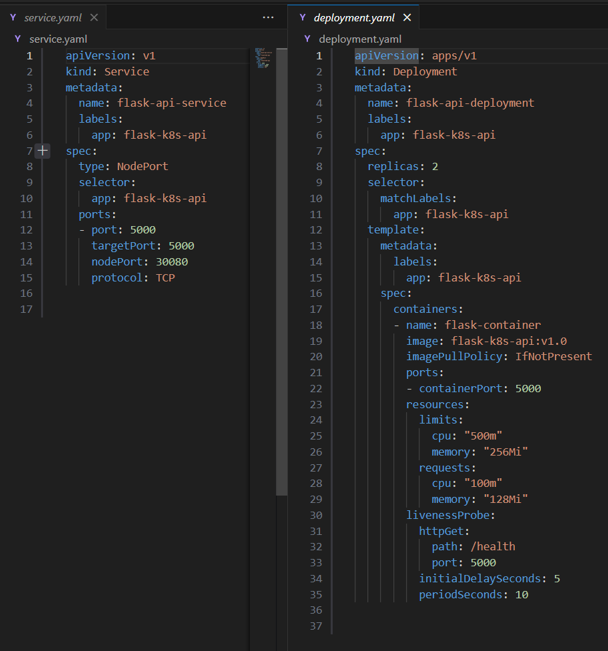 service.yaml
service.yaml
1 apiVersion: v1
2 kind: Service
3 metadata:
4   name: flask-api-service
5   labels:
6     app: flask-k8s-api
7 spec:
8   type: NodePort
9   selector:
10     app: flask-k8s-api
11   ports:
12   - port: 5000
13     targetPort: 5000
14     nodePort: 30080
15     protocol: TCP
16
17
deployment.yaml
deployment.yaml
1 apiVersion: apps/v1
2 kind: Deployment
3 metadata:
4   name: flask-api-deployment
5   labels:
6     app: flask-k8s-api
7 spec:
8   replicas: 2
9   selector:
10     matchLabels:
11       app: flask-k8s-api
12   template:
13     metadata:
14       labels:
15         app: flask-k8s-api
16     spec:
17       containers:
18       - name: flask-container
19         image: flask-k8s-api:v1.0
20         imagePullPolicy: IfNotPresent
21         ports:
22         - containerPort: 5000
23         resources:
24           limits:
25             cpu: "500m"
26             memory: "256Mi"
27           requests:
28             cpu: "100m"
29             memory: "128Mi"
30         livenessProbe:
31           httpGet:
32             path: /health
33             port: 5000
34           initialDelaySeconds: 5
35           periodSeconds: 10
36
37